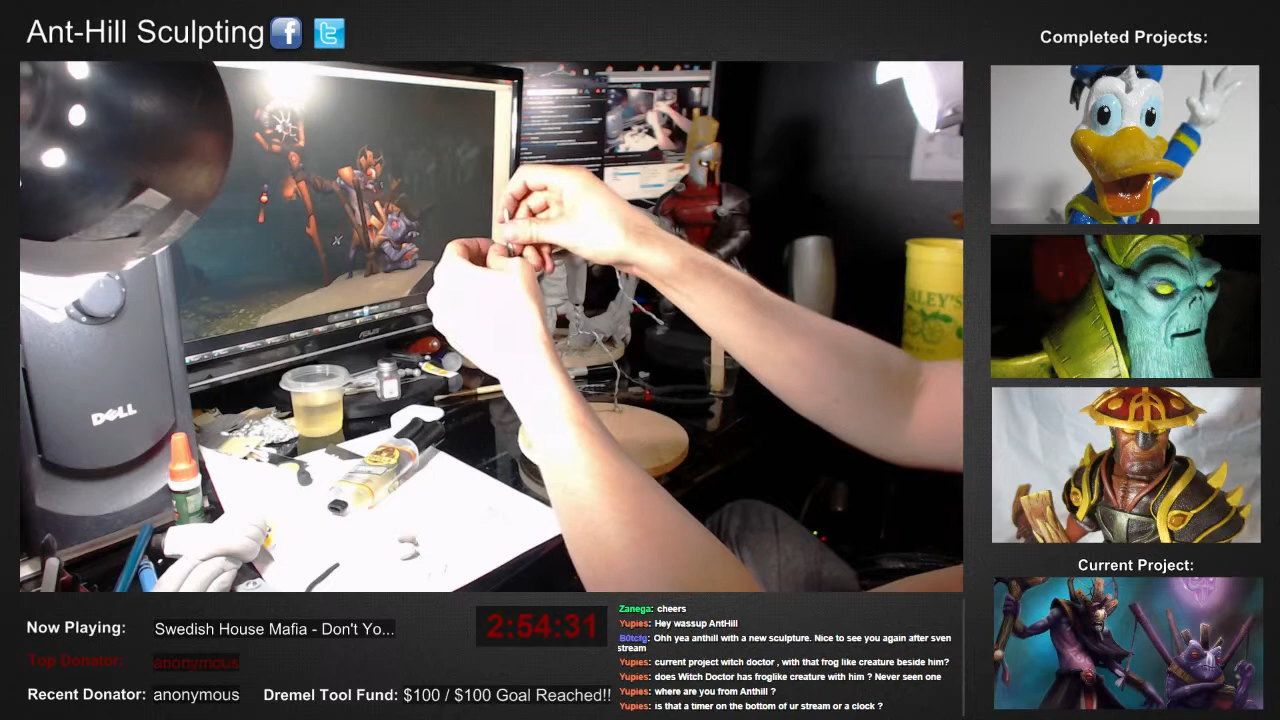 Ant-Hill Sculpting
Completed Projects:
DELL
Current Project:
Now Playing:
Swedish House Mafia - Don't Yo...
Top Donator:
anonymous
Recent Donator:
anonymous
Dremel Tool Fund:
$100 / $100 Goal Reached!!
2:54:31
Zanega: cheers
Yupies: Hey wassup AntHill
B0tcfg: Ohh yea anthill with a new sculpture. Nice to see you again after sven
stream
Yupies: current project witch doctor , with that frog like creature beside him?
Yupies: does Witch Doctor has froglike creature with him ? Never seen one
Yupies: where are you from Anthill ?
Yupies: is that a timer on the bottom of ur stream or a clock ?